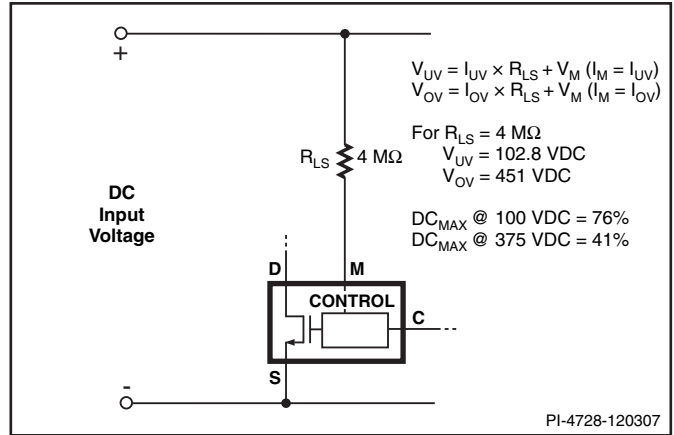 +
V_UV = I_UV × R_LS + V_M (I_M = I_UV)
V_OV = I_OV × R_LS + V_M (I_M = I_OV)
For R_LS = 4 MΩ
V_UV = 102.8 VDC
V_OV = 451 VDC
DC_MAX @ 100 VDC = 76%
DC_MAX @ 375 VDC = 41%
R_LS 4 MΩ
DC
Input
Voltage
D M
CONTROL
C
S
-
PI-4728-120307